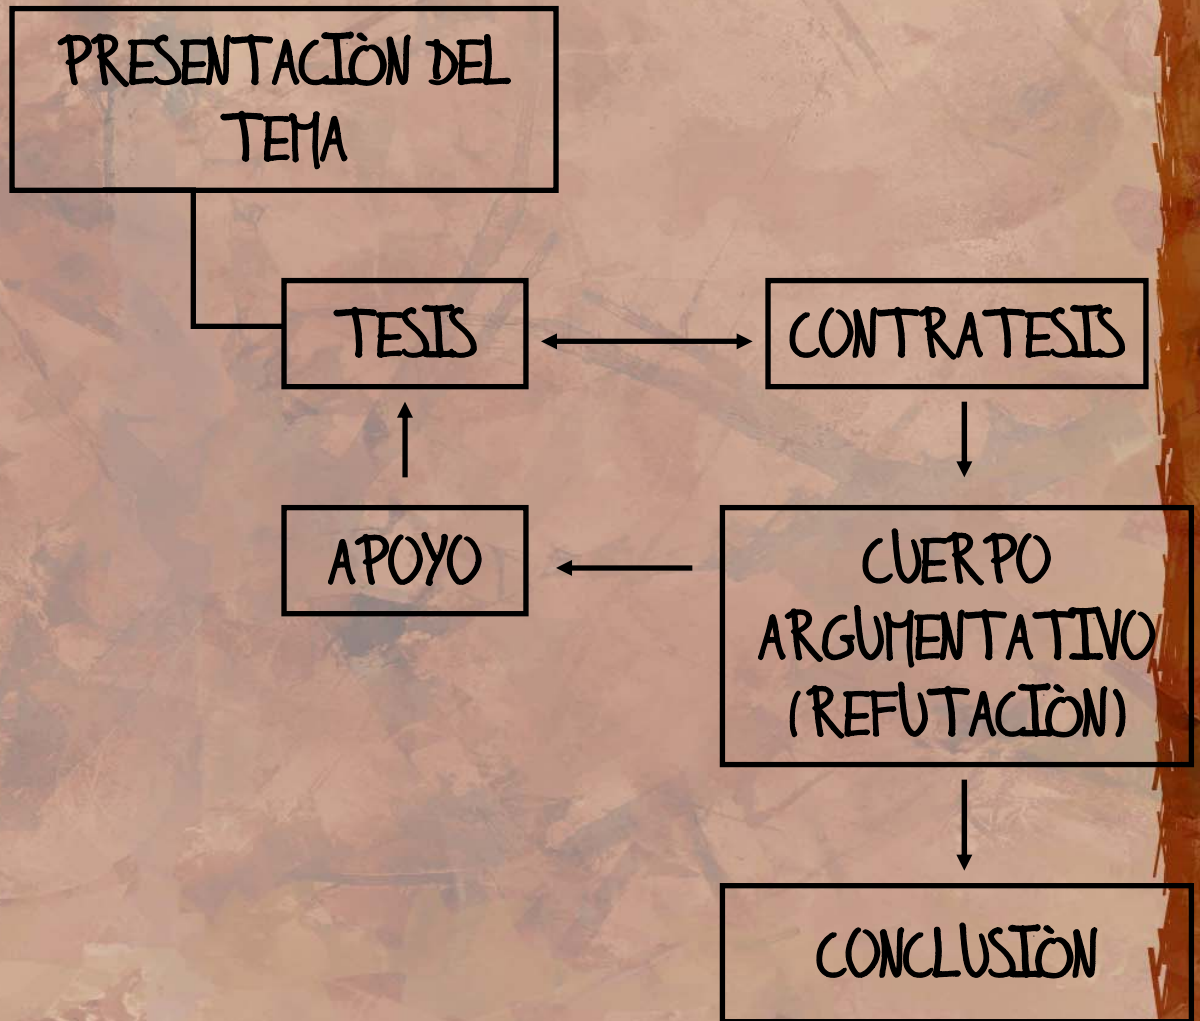 PRESENTACIÒN DEL
TEMA
TESIS
CONTRATESIS
APOYO
CUERPO
ARGUMENTATIVO
(REFUTACIÒN)
CONCLUSIÒN